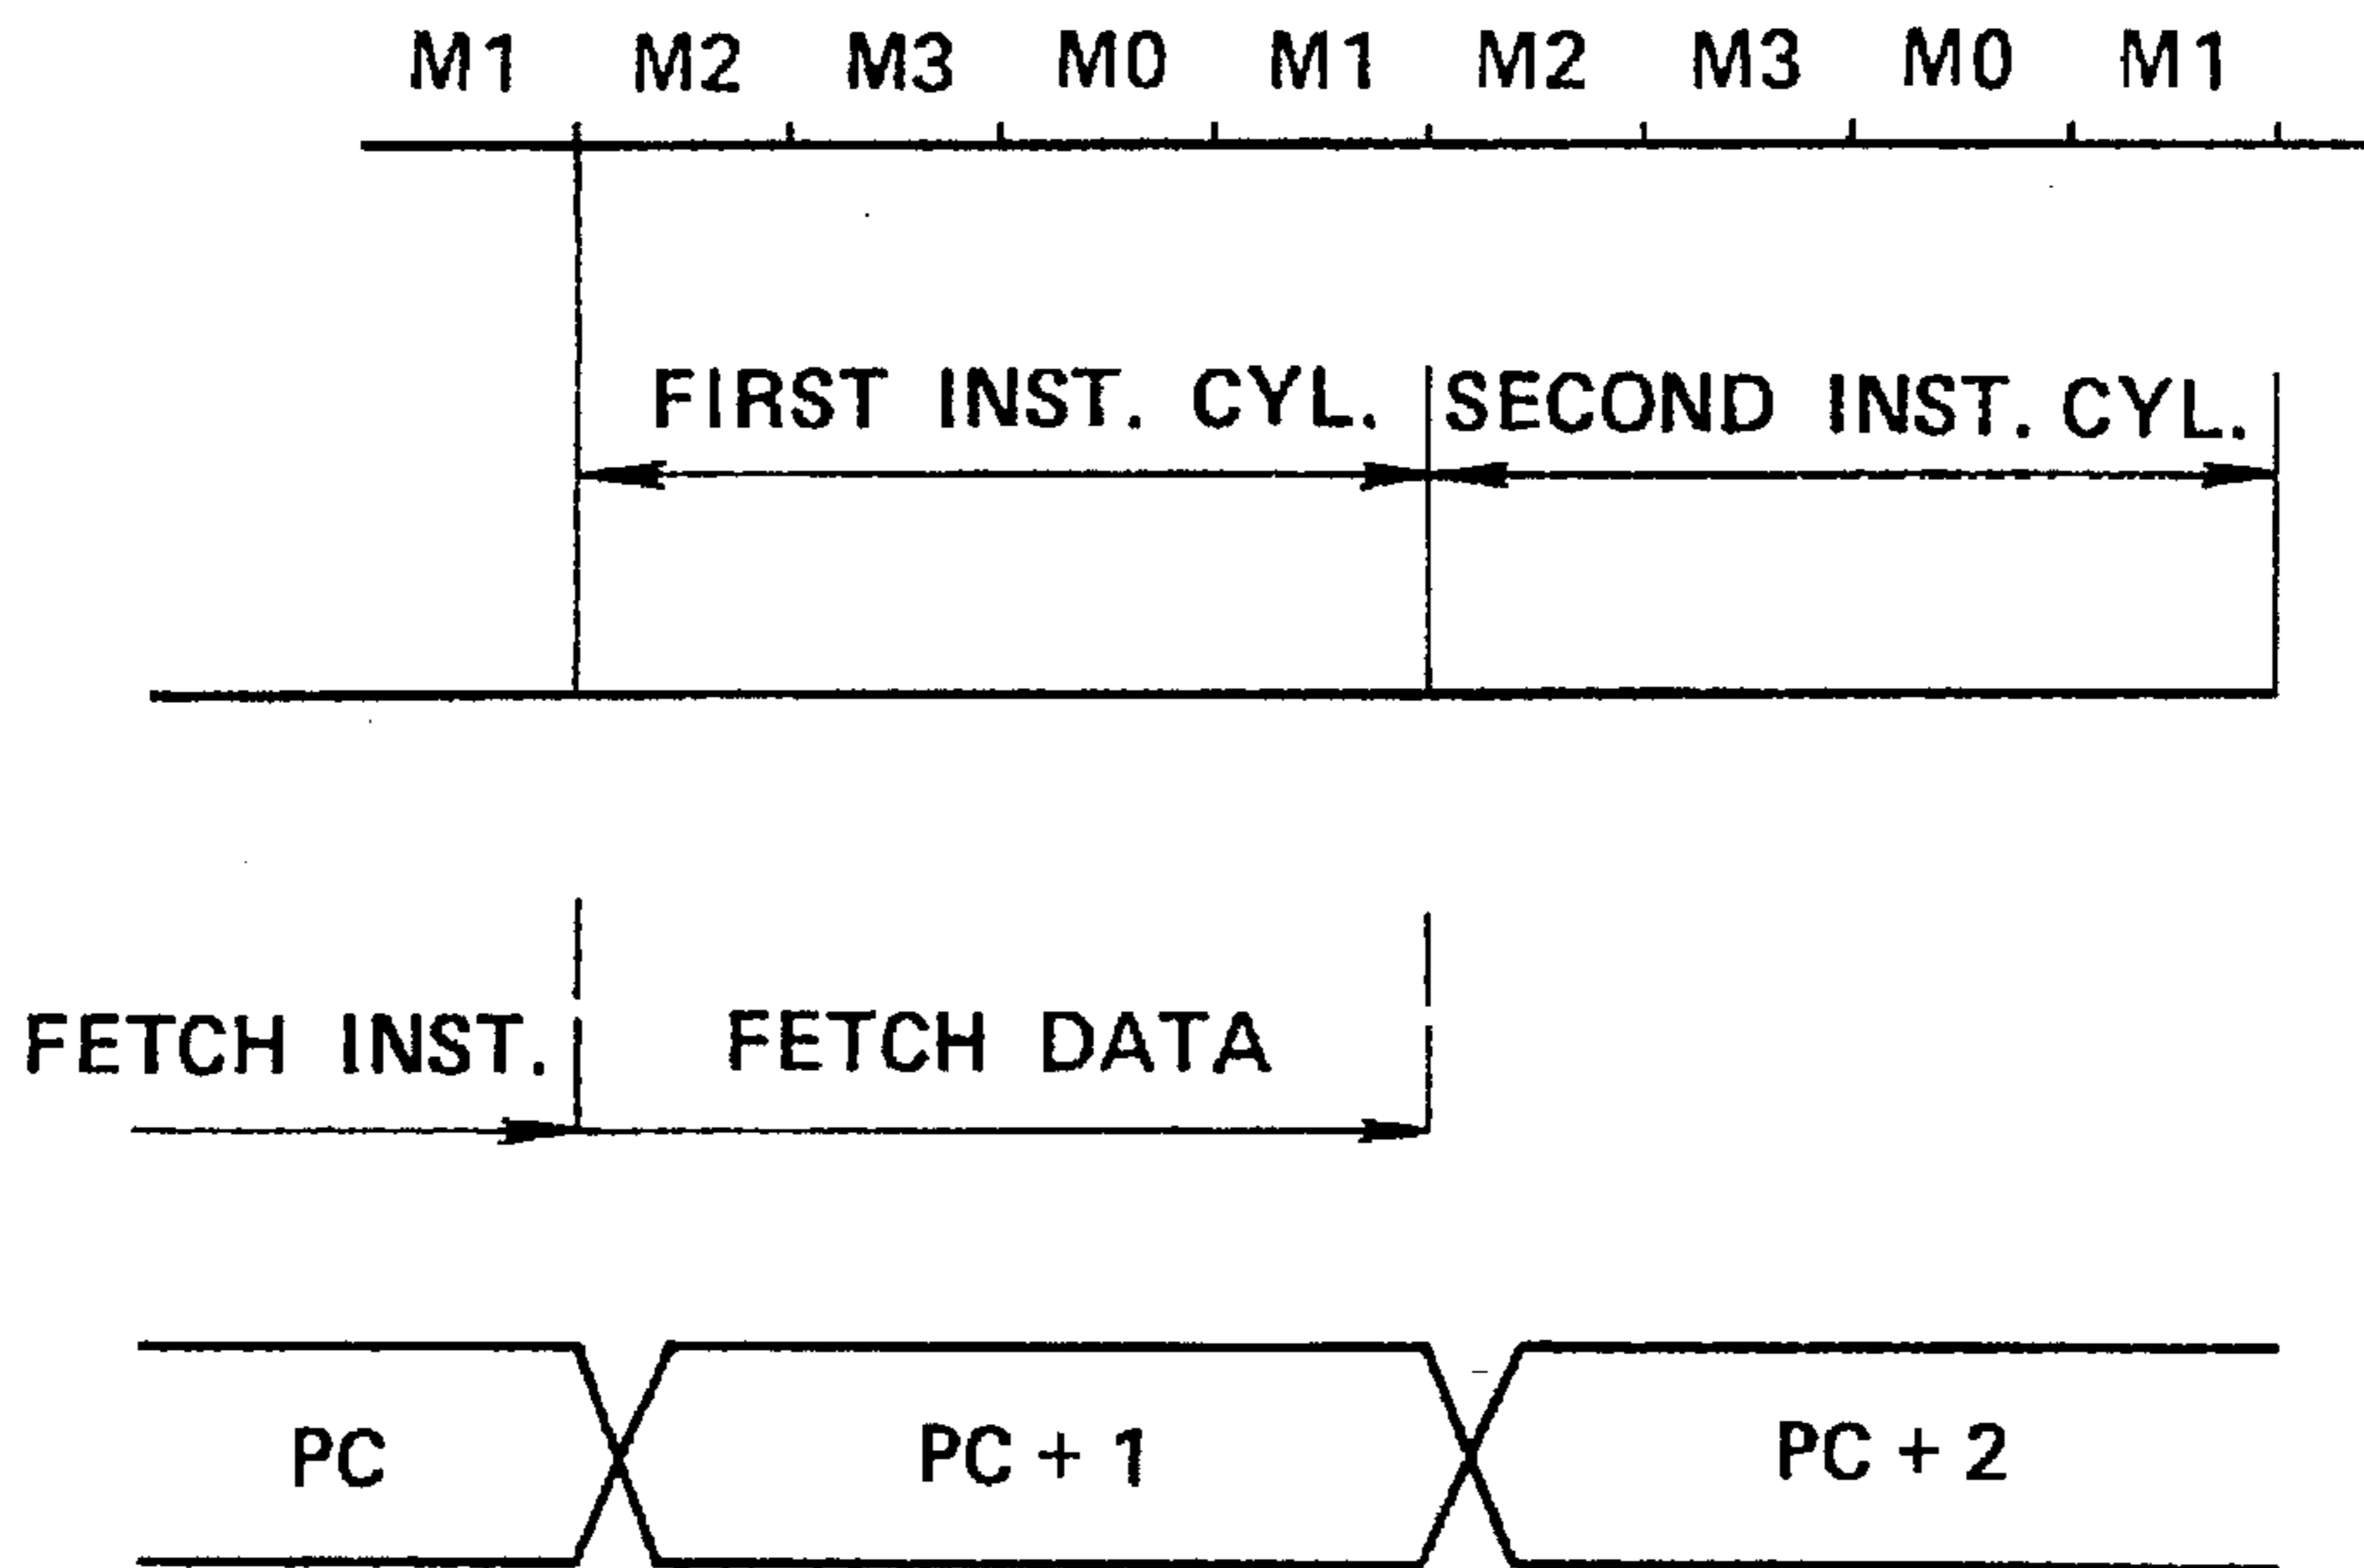 M1 M2 M3 M0 M1 M2 M3 M0 M1
FIRST INST. CYL. SECOND INST. CYL.
FETCH INST. FETCH DATA
PC PC + 1 PC + 2